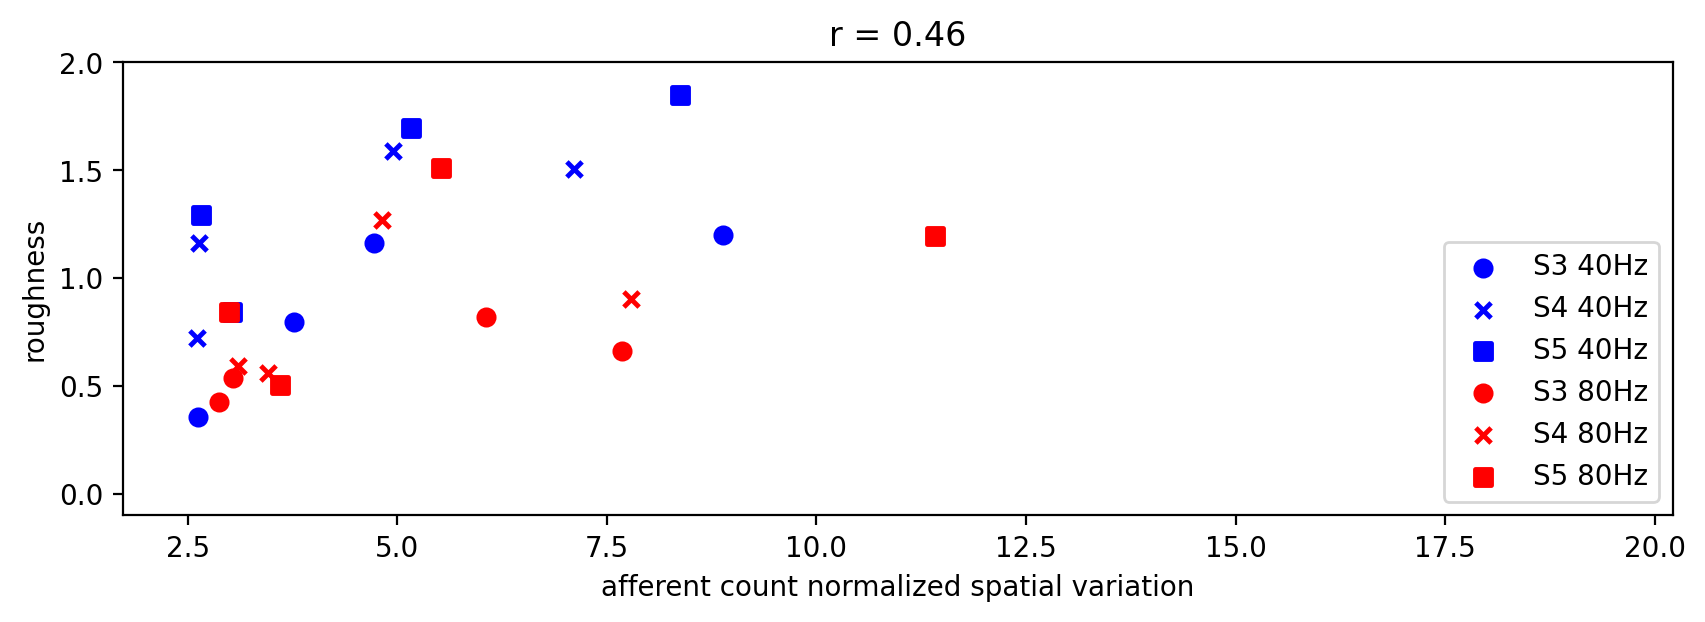 r = 0.46
2.0
1.5
1.0
0.5
0.0
roughness
2.5 5.0 7.5 10.0 12.5 15.0 17.5 20.0
afferent count normalized spatial variation
S3 40Hz
S4 40Hz
S5 40Hz
S3 80Hz
S4 80Hz
S5 80Hz